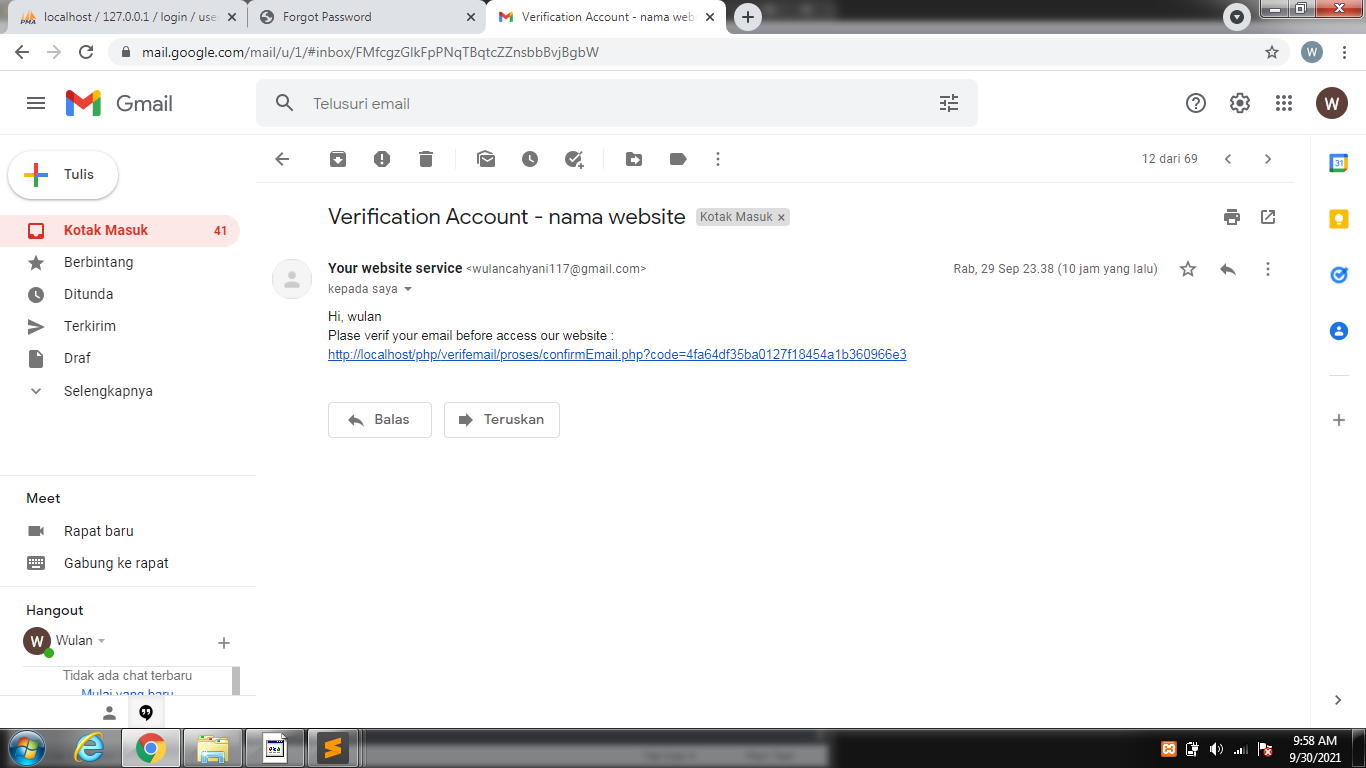 localhost / 127.0.0.1 / login / use
Forgot Password
Verification Account - nama web
mail.google.com/mail/u/1/#inbox/FMfcgzGlkFpPNqTBqtcZZnsbbBvjBgbW
W
Gmail
Telusuri email
W
Tulis
12 dari 69
31
Kotak Masuk 41
Berbintang
Ditunda
Terkirim
Draf
Selengkapnya
Verification Account - nama website Kotak Masuk x
Your website service <wulancahyani117@gmail.com> Rab, 29 Sep 23.38 (10 jam yang lalu)
kepada saya
Hi, wulan
Plase verif your email before access our website :
http://localhost/php/verifemail/proses/confirmEmail.php?code=4fa64df35ba0127f18454a1b360966e3
Balas Teruskan
Meet
Rapat baru
Gabung ke rapat
Hangout
W Wulan
Tidak ada chat terbaru
Mulai yang baru
9:58 AM
9/30/2021